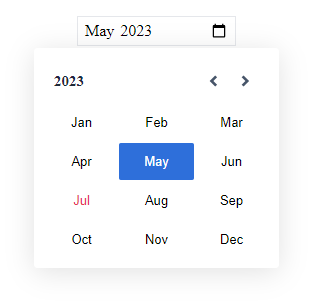 May 2023
2023
Jan Feb Mar
Apr May Jun
Jul Aug Sep
Oct Nov Dec